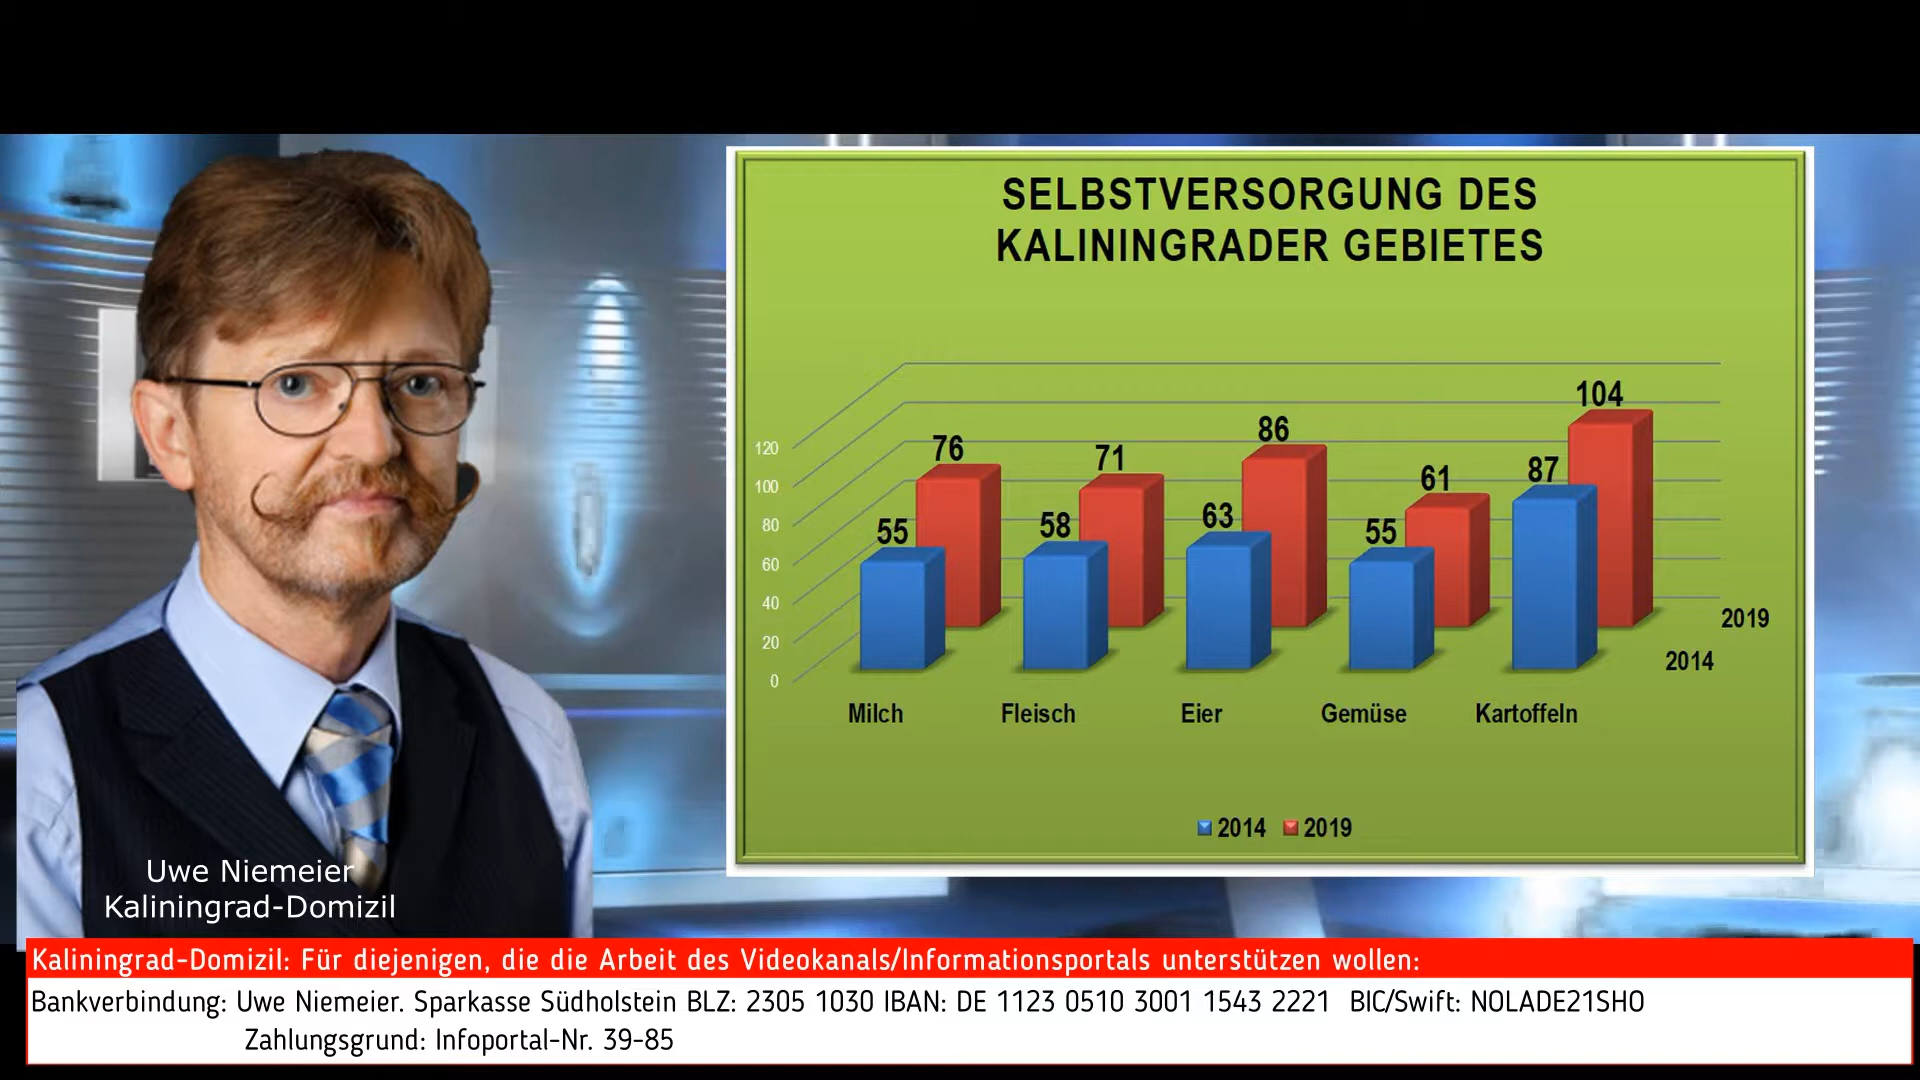 SELBSTVERSORGUNG DES
KALININGRADER GEBIETES
120
100
80
60
40
20
0
55
76
58
71
63
86
55
61
87
104
2019
2014
Milch
Fleisch
Eier
Gemüse
Kartoffeln
2014
2019
Uwe Niemeier
Kaliningrad-Domizil
Kaliningrad-Domizil: Für diejenigen, die die Arbeit des Videokanals/Informationsportals unterstützen wollen:
Bankverbindung: Uwe Niemeier. Sparkasse Südholstein BLZ: 2305 1030 IBAN: DE 1123 0510 3001 1543 2221 BIC/Swift: NOLADE21SHO
Zahlungsgrund: Infoportal-Nr. 39-85